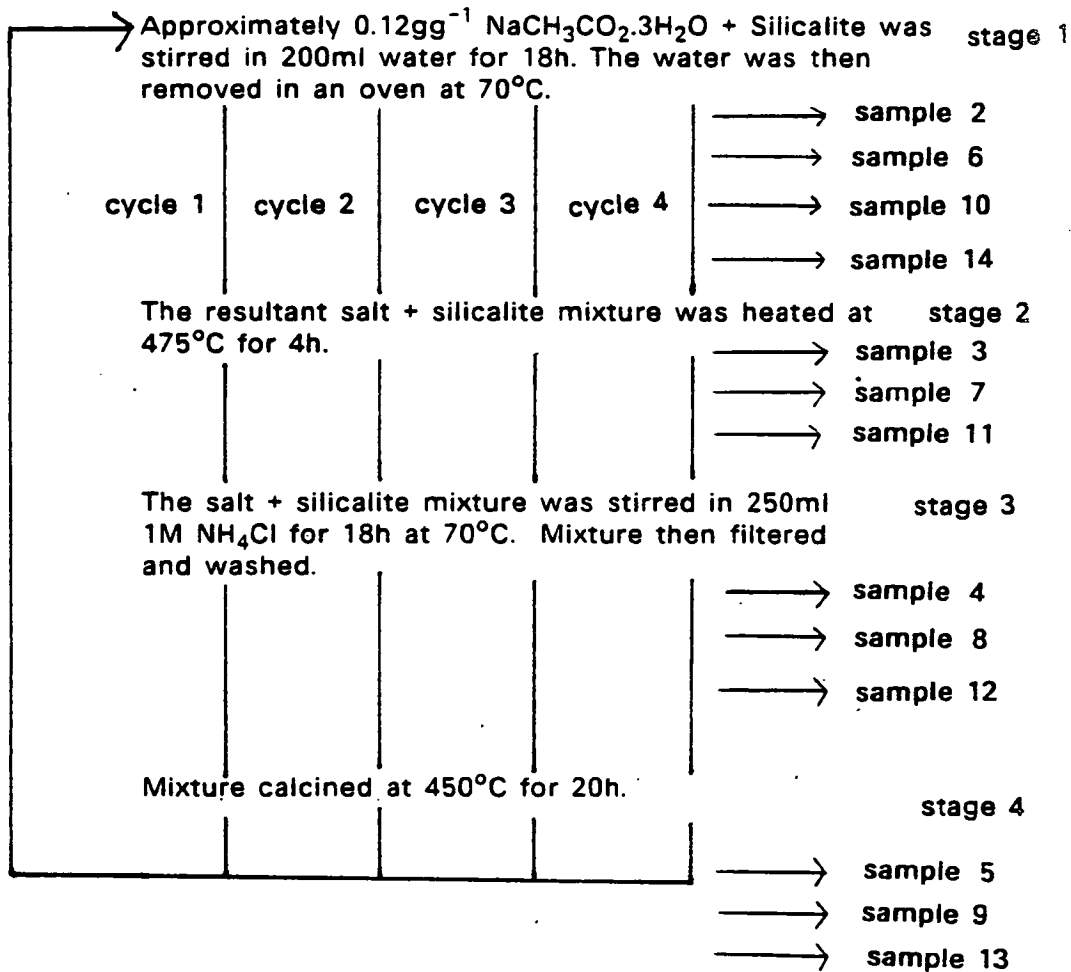 Approximately 0.12gg⁻¹ NaCH₃CO₂.3H₂O + Silicalite was stage 1
stirred in 200ml water for 18h. The water was then
removed in an oven at 70°C.
sample 2
sample 6
cycle 1 cycle 2 cycle 3 cycle 4 sample 10
sample 14
The resultant salt + silicalite mixture was heated at stage 2
475°C for 4h.
sample 3
sample 7
sample 11
The salt + silicalite mixture was stirred in 250ml stage 3
1M NH₄Cl for 18h at 70°C. Mixture then filtered
and washed.
sample 4
sample 8
sample 12
Mixture calcined at 450°C for 20h.
stage 4
sample 5
sample 9
sample 13